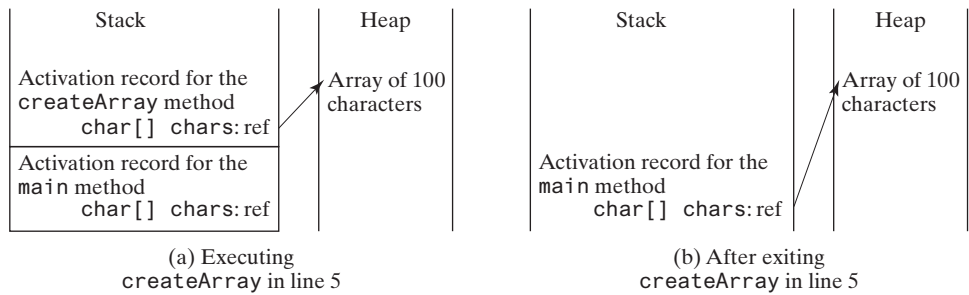 Stack
Heap
Activation record for the
createArray method
char[] chars: ref
Array of 100
characters
Activation record for the
main method
char[] chars: ref
(a) Executing
createArray in line 5
Stack
Heap
Array of 100
characters
Activation record for the
main method
char[] chars: ref
(b) After exiting
createArray in line 5